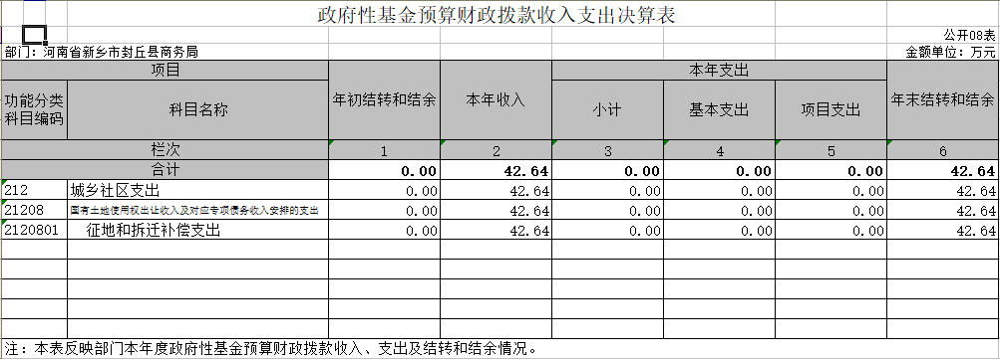 政府性基金预算财政拨款收入支出决算表
公开08表
部门：河南省新乡市封丘县商务局 金额单位：万元
项目 年初结转和结余 本年收入 本年支出 年末结转和结余
功能分类科目编码 科目名称 小计 基本支出 项目支出
栏次 1 2 3 4 5 6
合计 0.00 42.64 0.00 0.00 0.00 42.64
212 城乡社区支出 0.00 42.64 0.00 0.00 0.00 42.64
21208 国有土地使用权出让收入及对应专项债务收入安排的支出 0.00 42.64 0.00 0.00 0.00 42.64
2120801 征地和拆迁补偿支出 0.00 42.64 0.00 0.00 0.00 42.64
注：本表反映部门本年度政府性基金预算财政拨款收入、支出及结转和结余情况。